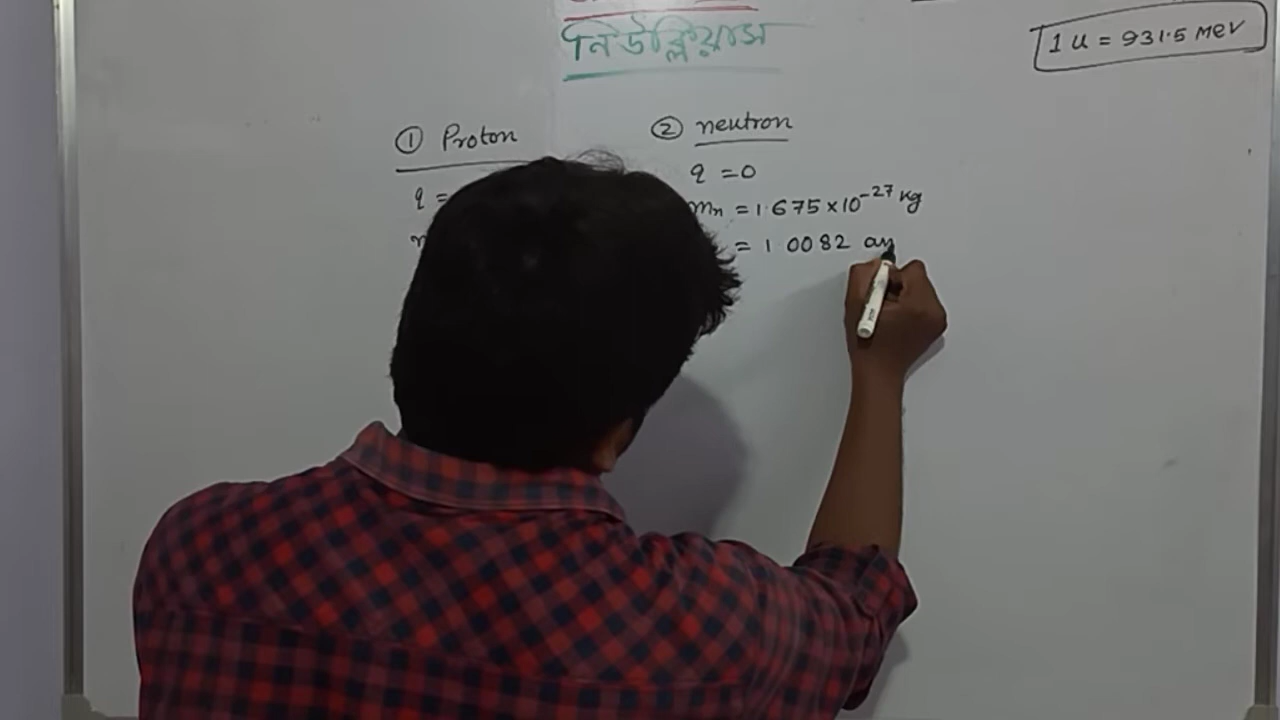 নিউক্লিয়াস
1 u = 931.5 MeV
① Proton
q =
② neutron
q = 0
mn = 1.675 × 10⁻²⁷ kg
= 1 0082